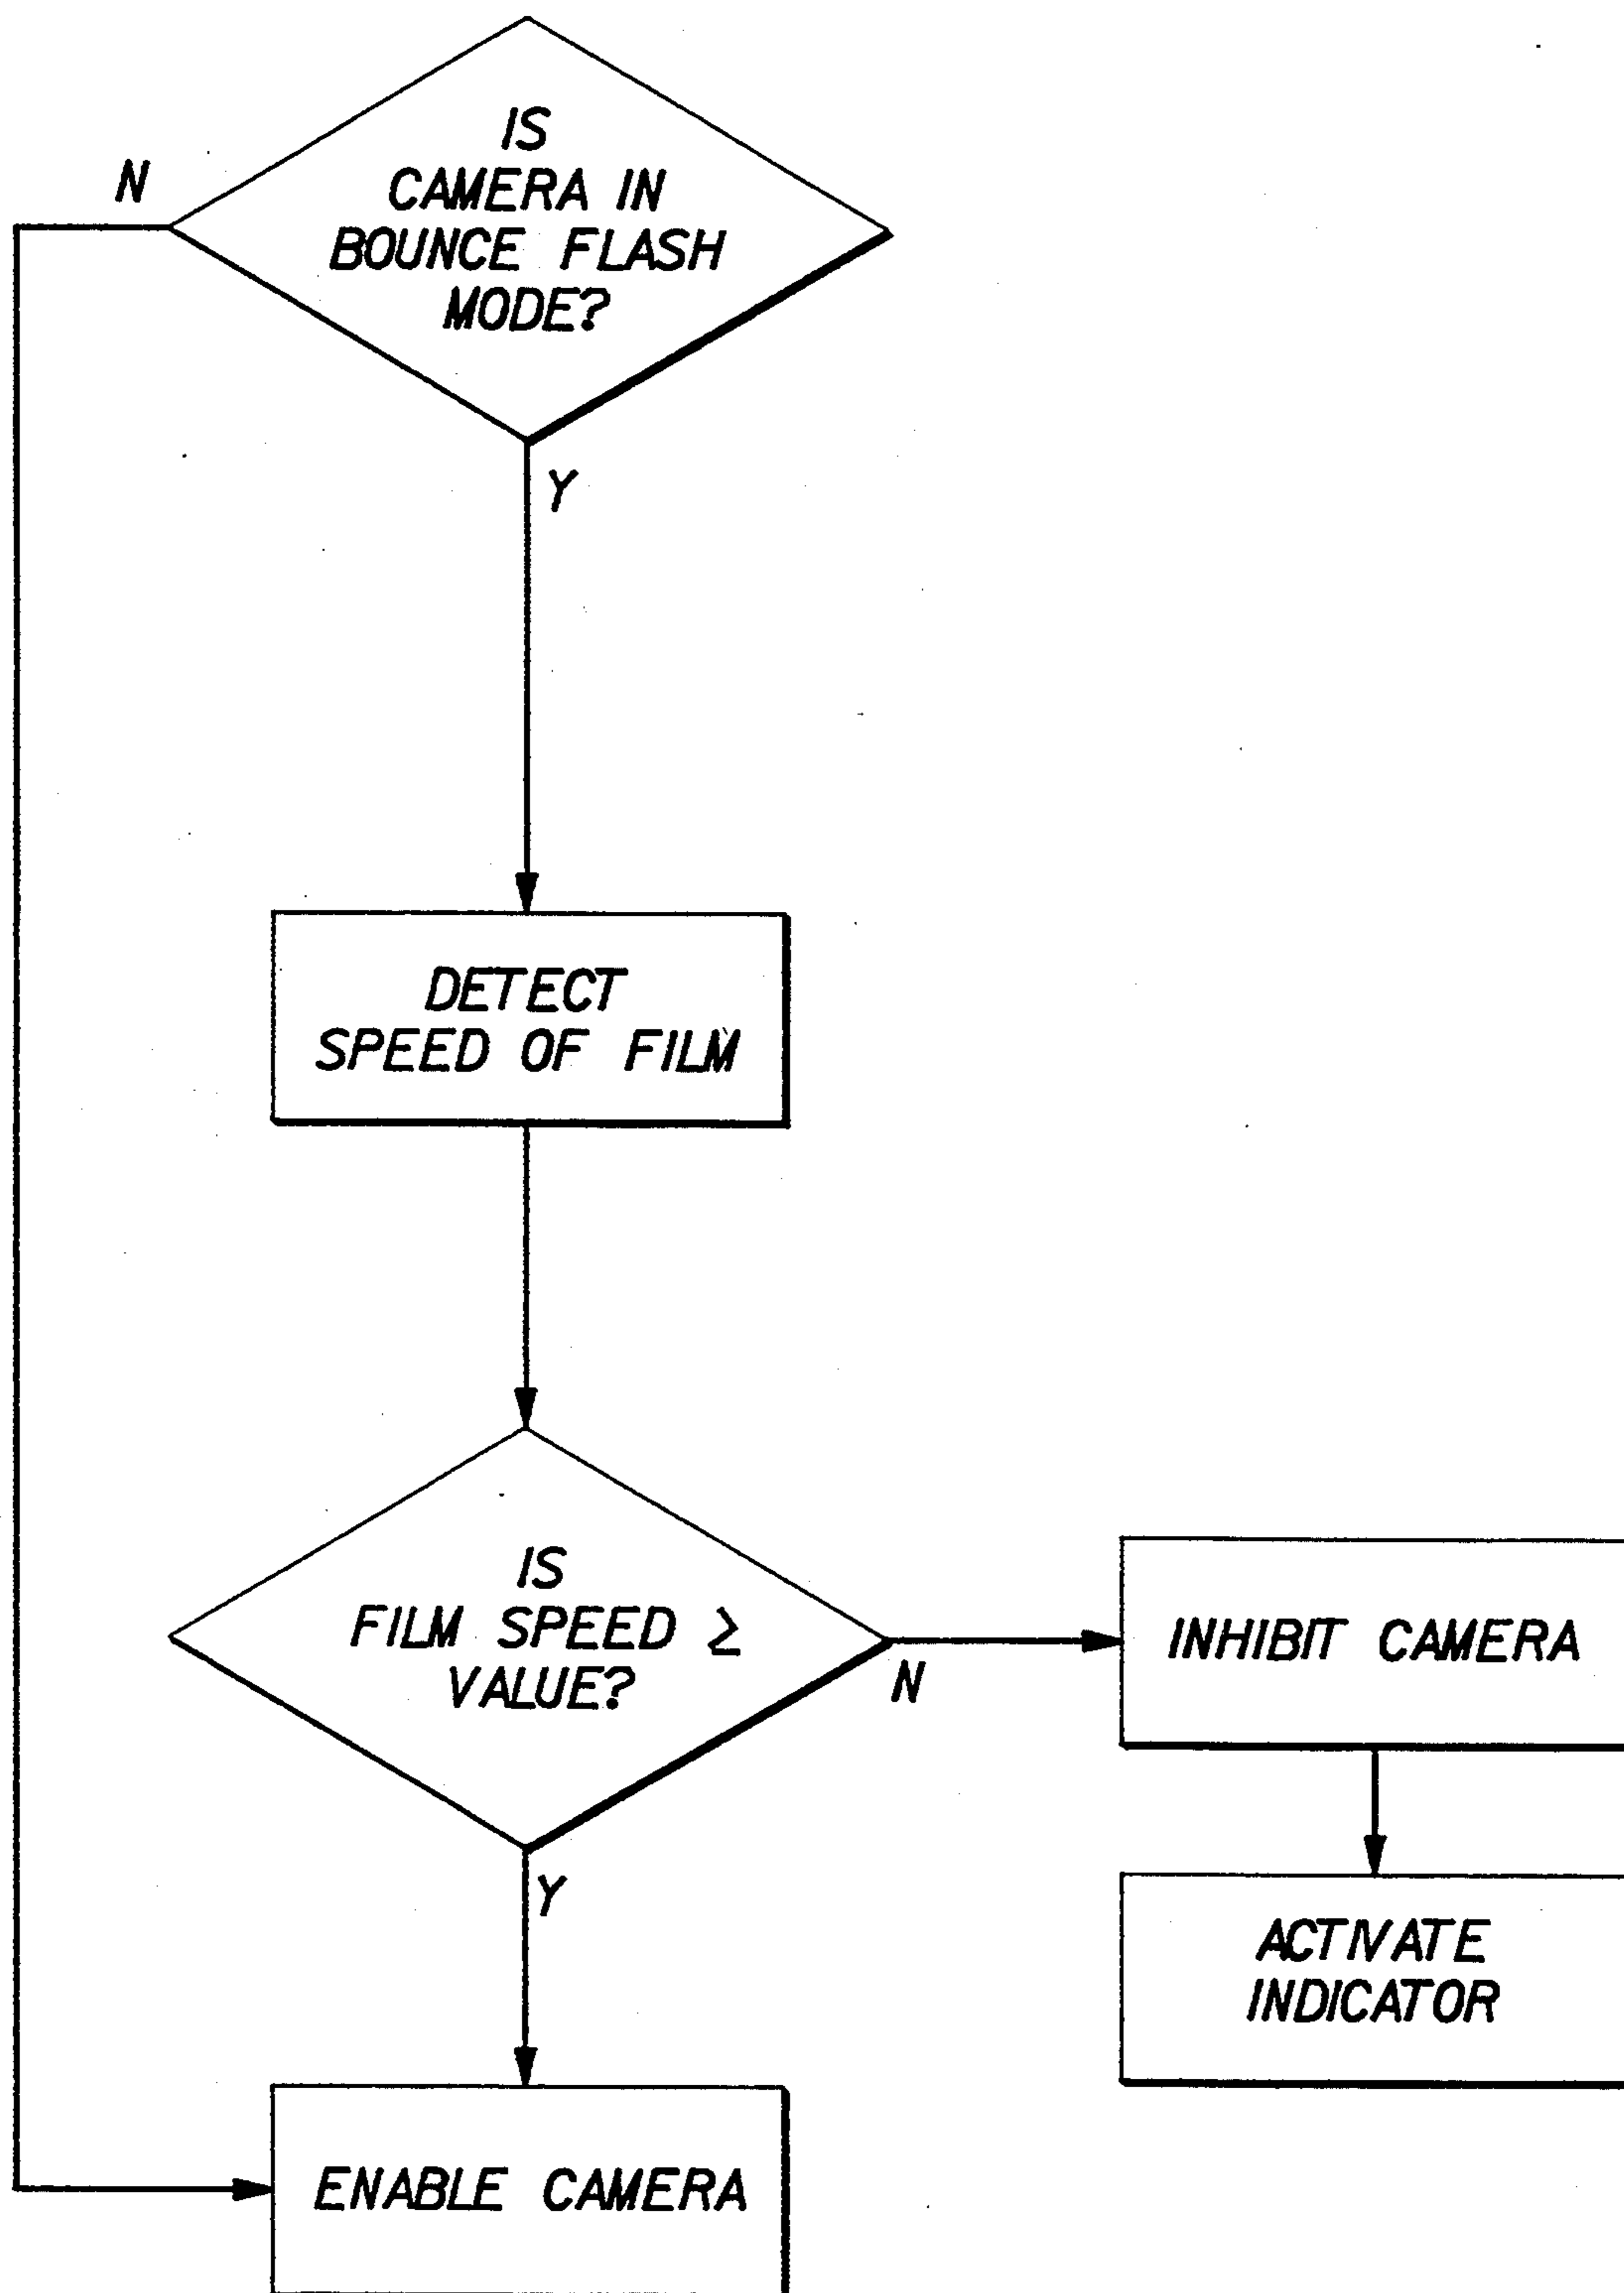 IS
CAMERA IN
BOUNCE FLASH
MODE?
N
Y
DETECT
SPEED OF FILM
IS
FILM SPEED ≥
VALUE?
N
Y
INHIBIT CAMERA
ACTIVATE
INDICATOR
ENABLE CAMERA